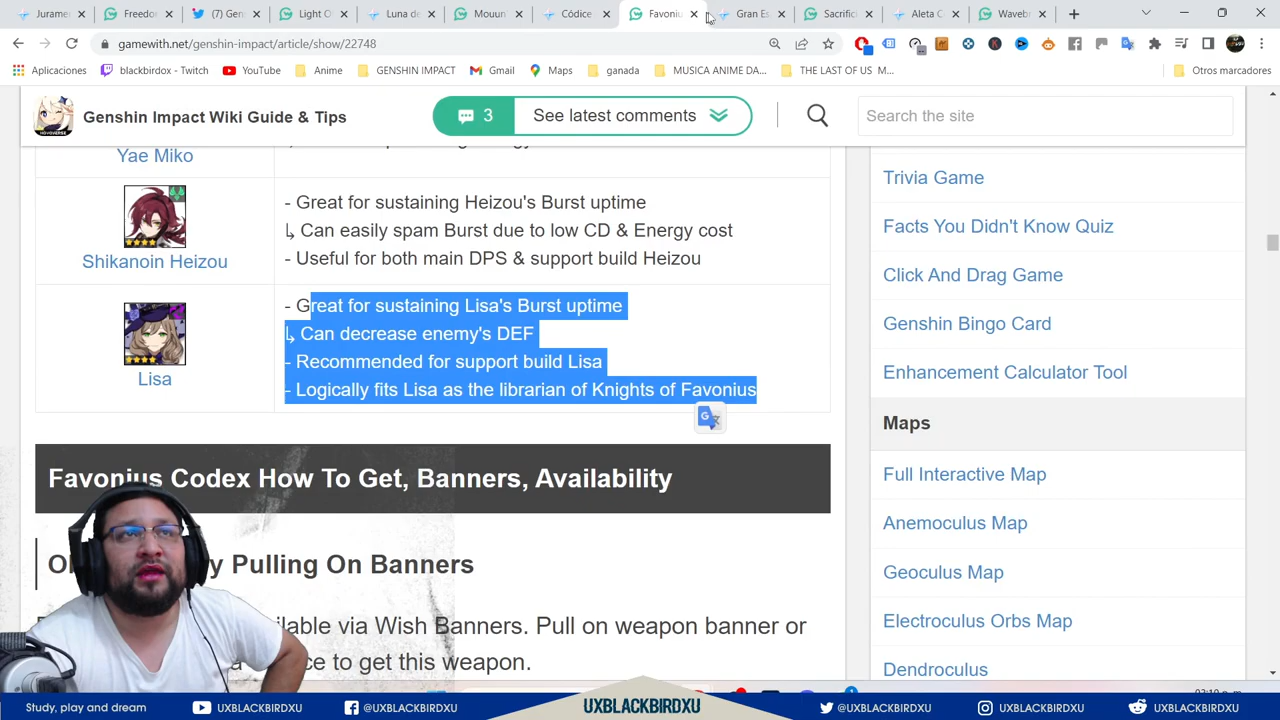 Jurame
Freedo
(7) Gen
Light O
Luna de
Mouun
Códice
Favoniu
Gran Es
Sacrific
Aleta C
Waveb
gamewith.net/genshin-impact/article/show/22748
Aplicaciones
blackbirdox - Twitch
YouTube
Anime
GENSHIN IMPACT
Gmail
Maps
ganada
MUSICA ANIME DA...
THE LAST OF US M...
Otros marcadores
Genshin Impact Wiki Guide & Tips
3
See latest comments
Search the site
Yae Miko
Shikanoin Heizou
- Great for sustaining Heizou's Burst uptime
↳ Can easily spam Burst due to low CD & Energy cost
- Useful for both main DPS & support build Heizou
Lisa
- Great for sustaining Lisa's Burst uptime
↳ Can decrease enemy's DEF
- Recommended for support build Lisa
- Logically fits Lisa as the librarian of Knights of Favonius
Favonius Codex How To Get, Banners, Availability
y Pulling On Banners
ilable via Wish Banners. Pull on weapon banner or
ce to get this weapon.
Trivia Game
Facts You Didn't Know Quiz
Click And Drag Game
Genshin Bingo Card
Enhancement Calculator Tool
Maps
Full Interactive Map
Anemoculus Map
Geoculus Map
Electroculus Orbs Map
Dendroculus
Study, play and dream
UXBLACKBIRDXU
@UXBLACKBIRDXU
UXBLACKBIRDXU
@UXBLACKBIRDXU
UXBLACKBIRDXU
@UXBLACKBIRDXU